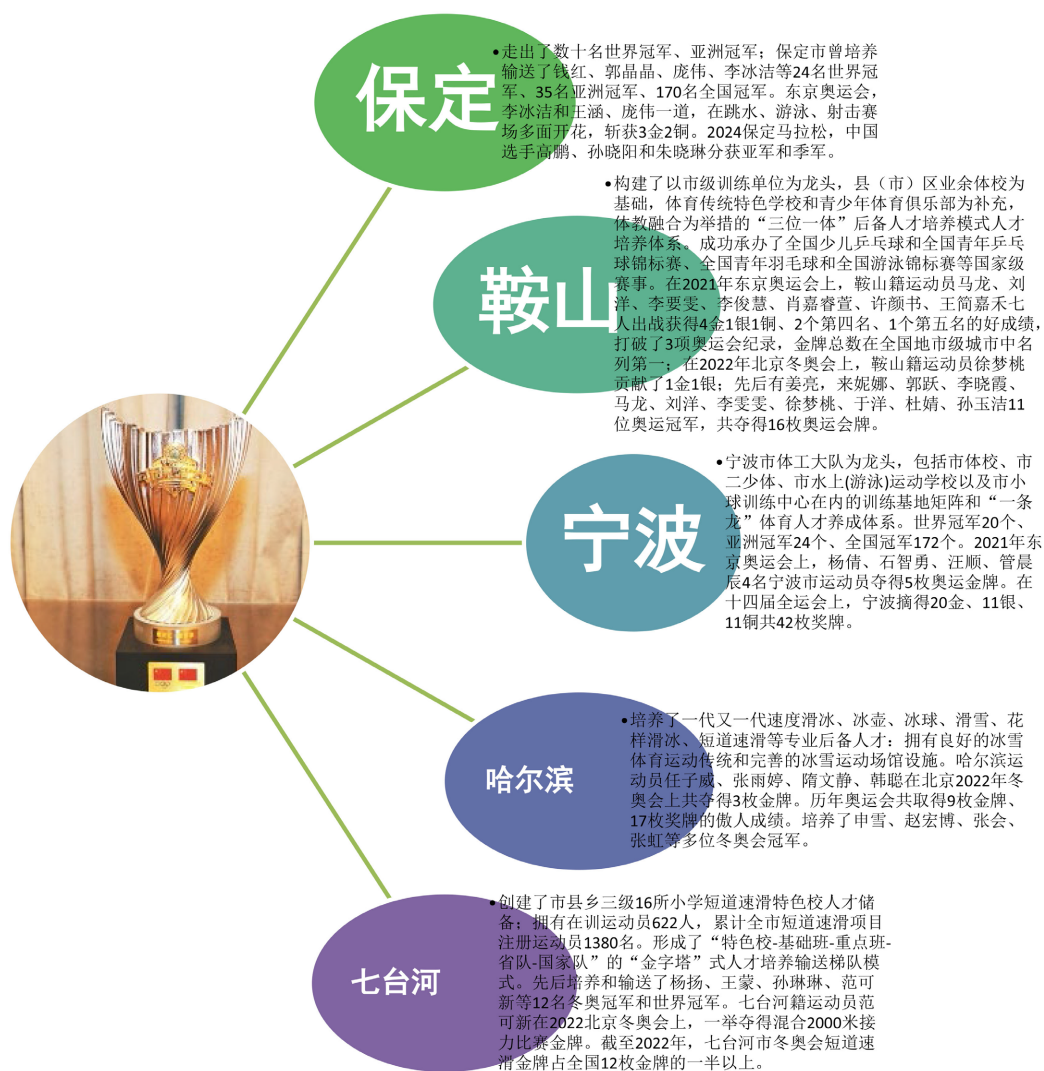 保定
•走出了数十名世界冠军、亚洲冠军；保定市曾培养
输送了钱红、郭晶晶、庞伟、李冰洁等24名世界冠
军、35名亚洲冠军、170名全国冠军。东京奥运会，
李冰洁和王涵、庞伟一道，在跳水、游泳、射击赛
场多面开花，斩获3金2铜。2024保定马拉松，中国
选手高鹏、孙晓阳和朱晓琳分获亚军和季军。
鞍山
•构建了以市级训练单位为龙头，县（市）区业余体校为
基础，体育传统特色学校和青少年体育俱乐部为补充，
体教融合为举措的“三位一体”后备人才培养模式人才
培养体系。成功承办了全国少儿乒乓球和全国青年乒乓
球锦标赛、全国青年羽毛球和全国游泳锦标赛等国家级
赛事。在2021年东京奥运会上，鞍山籍运动员马龙、刘
洋、李要雯、李俊慧、肖嘉睿萱、许颜书、王简嘉禾七
人出战获得4金1银1铜、2个第四名、1个第五名的好成绩，
打破了3项奥运会纪录，金牌总数在全国地市级城市中名
列第一；在2022年北京冬奥会上，鞍山籍运动员徐梦桃
贡献了1金1银；先后有姜亮，来妮娜、郭跃、李晓霞、
马龙、刘洋、李雯雯、徐梦桃、于洋、杜婧、孙玉洁11
位奥运冠军，共夺得16枚奥运会牌。
宁波
•宁波市体工大队为龙头，包括市体校、市
二少体、市水上(游泳)运动学校以及市小
球训练中心在内的训练基地矩阵和“一条
龙”体育人才养成体系。世界冠军20个、
亚洲冠军24个、全国冠军172个。2021年东
京奥运会上，杨倩、石智勇、汪顺、管晨
辰4名宁波市运动员夺得5枚奥运金牌。在
十四届全运会上，宁波摘得20金、11银、
11铜共42枚奖牌。
哈尔滨
•培养了一代又一代速度滑冰、冰壶、冰球、滑雪、花
样滑冰、短道速滑等专业后备人才：拥有良好的冰雪
体育运动传统和完善的冰雪运动场馆设施。哈尔滨运
动员任子威、张雨婷、隋文静、韩聪在北京2022年冬
奥会上共夺得3枚金牌。历年奥运会共取得9枚金牌、
17枚奖牌的傲人成绩。培养了申雪、赵宏博、张会、
张虹等多位冬奥会冠军。
七台河
•创建了市县乡三级16所小学短道速滑特色校人才储
备；拥有在训运动员622人，累计全市短道速滑项目
注册运动员1380名。形成了“特色校-基础班-重点班-
省队-国家队”的“金字塔”式人才培养输送梯队模
式。先后培养和输送了杨扬、王蒙、孙琳琳、范可
新等12名冬奥冠军和世界冠军。七台河籍运动员范
可新在2022北京冬奥会上，一举夺得混合2000米接
力比赛金牌。截至2022年，七台河市冬奥会短道速
滑金牌占全国12枚金牌的一半以上。